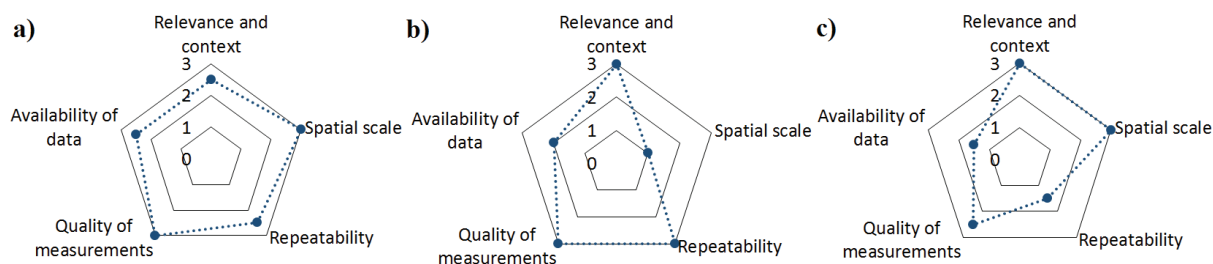 a)
Relevance and
context
3
2
1
0
Availability of
data
Spatial scale
Quality of
measurements
Repeatability
b)
Relevance and
context
3
2
1
0
Availability of
data
Spatial scale
Quality of
measurements
Repeatability
c)
Relevance and
context
3
2
1
0
Availability of
data
Spatial scale
Quality of
measurements
Repeatability